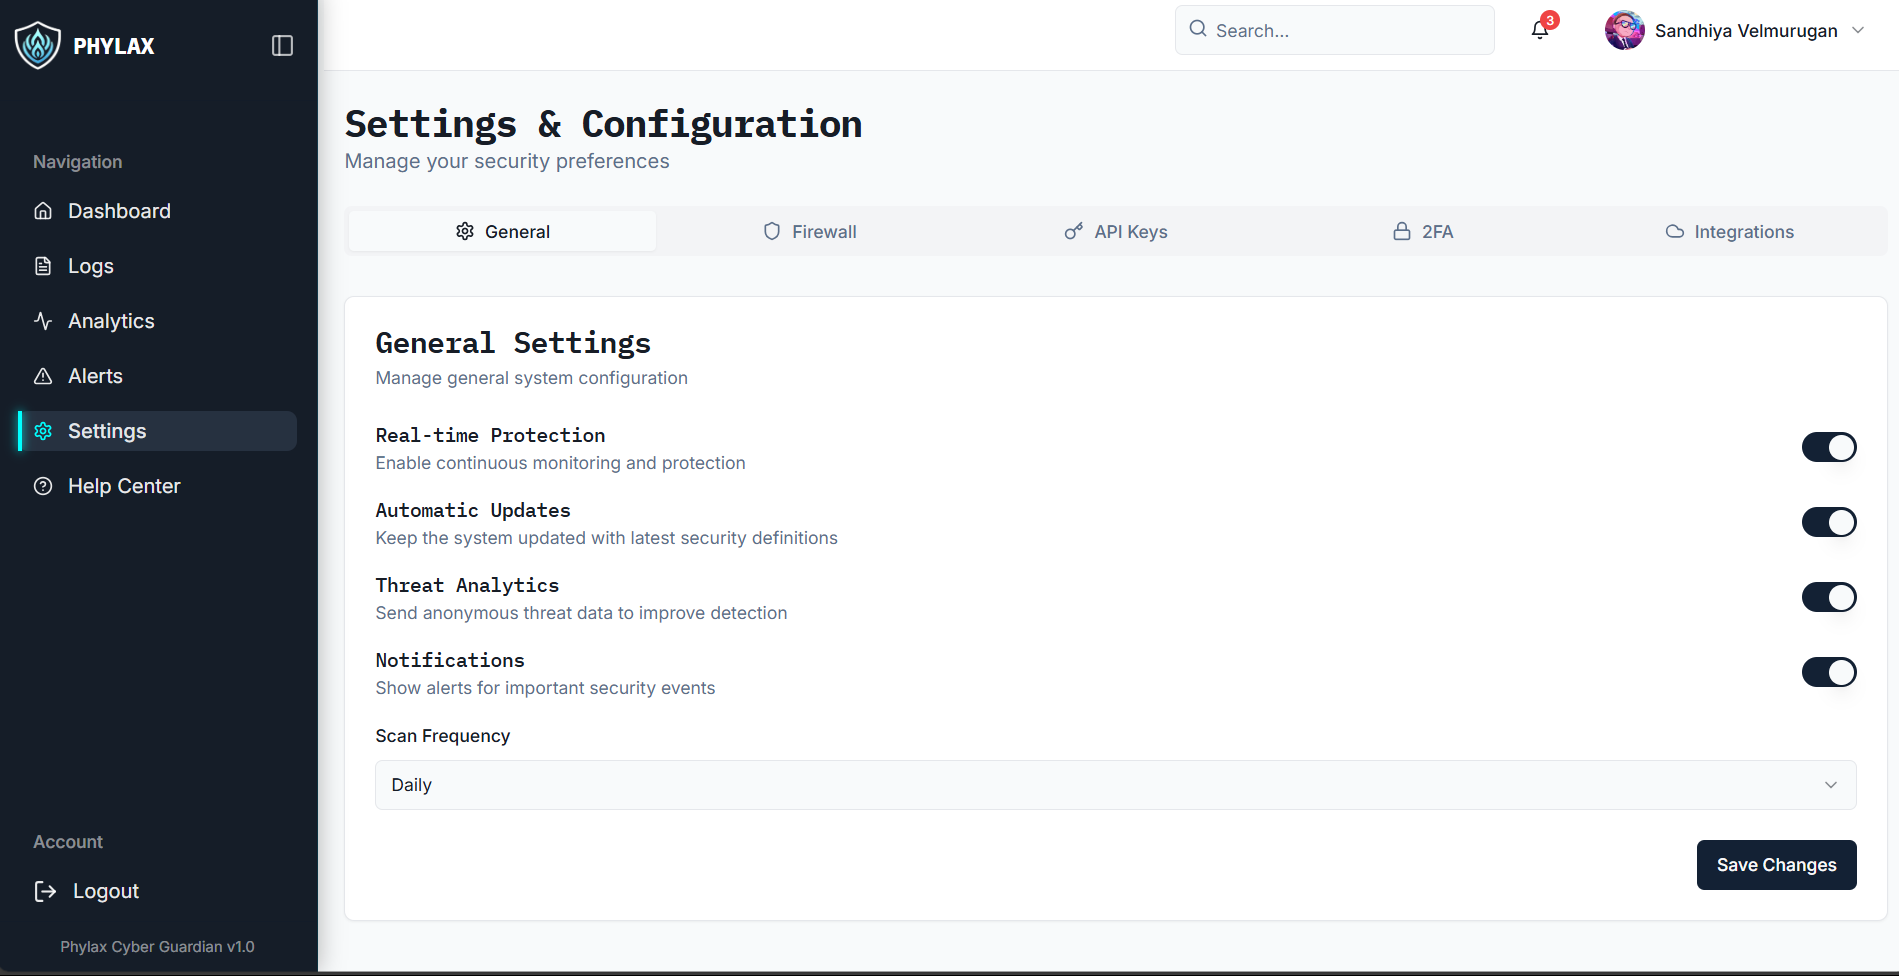 PHYLAX
Search...
3
Sandhiya Velmurugan
Navigation
Dashboard
Logs
Analytics
Alerts
Settings
Help Center
Account
Logout
Phylax Cyber Guardian v1.0
Settings & Configuration
Manage your security preferences
General
Firewall
API Keys
2FA
Integrations
General Settings
Manage general system configuration
Real-time Protection
Enable continuous monitoring and protection
Automatic Updates
Keep the system updated with latest security definitions
Threat Analytics
Send anonymous threat data to improve detection
Notifications
Show alerts for important security events
Scan Frequency
Daily
Save Changes